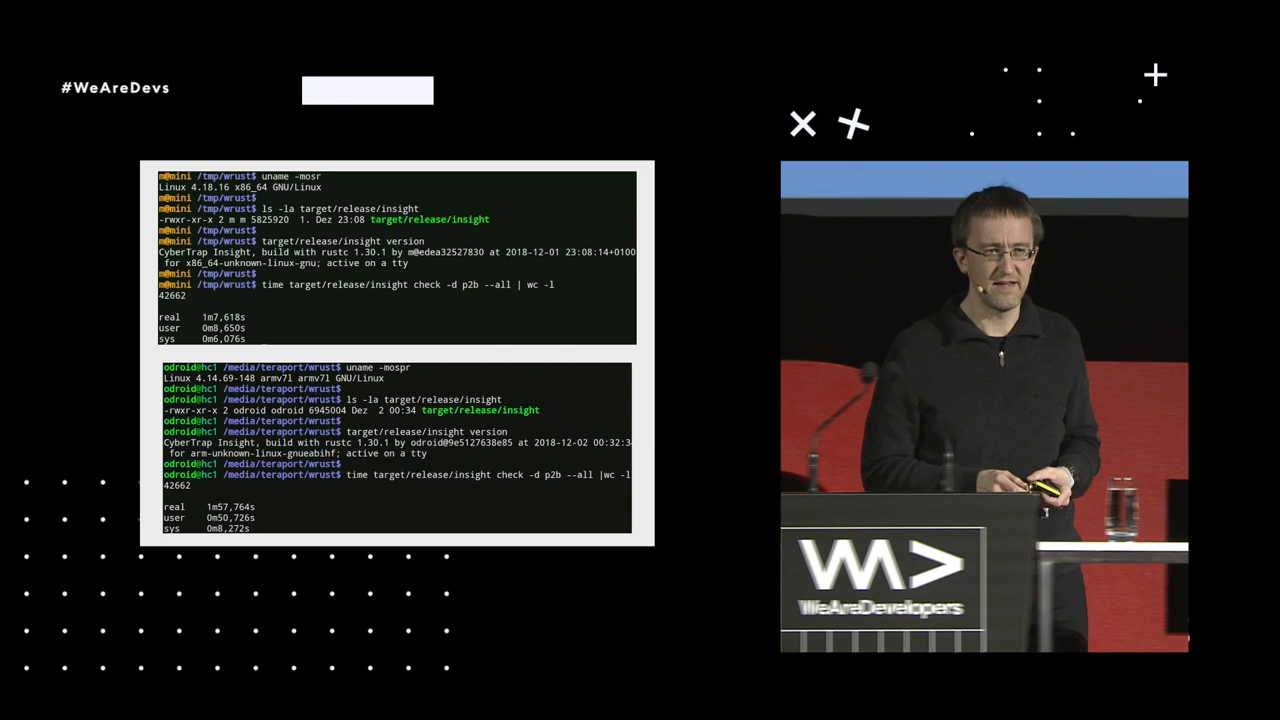 #WeAreDevs
m@mini /tmp/wrust$ uname -mosr
Linux 4.18.16 x86_64 GNU/Linux
m@mini /tmp/wrust$
m@mini /tmp/wrust$ ls -la target/release/insight
-rwxr-xr-x 2 m m 5825920  1. Dez 23:08 target/release/insight
m@mini /tmp/wrust$
m@mini /tmp/wrust$ target/release/insight version
CyberTrap Insight, build with rustc 1.30.1 by m@edea32527830 at 2018-12-01 23:08:14+0100
 for x86_64-unknown-linux-gnu; active on a tty
m@mini /tmp/wrust$
m@mini /tmp/wrust$ time target/release/insight check -d p2b --all | wc -l
42662
real    1m7,618s
user    0m8,650s
sys     0m6,076s
odroid@hc1 /media/teraport/wrust$ uname -mospr
Linux 4.14.69-148 armv7l armv7l GNU/Linux
odroid@hc1 /media/teraport/wrust$
odroid@hc1 /media/teraport/wrust$ ls -la target/release/insight
-rwxr-xr-x 2 odroid odroid 6945004 Dez  2 00:34 target/release/insight
odroid@hc1 /media/teraport/wrust$
odroid@hc1 /media/teraport/wrust$ target/release/insight version
CyberTrap Insight, build with rustc 1.30.1 by odroid@9e5127638e85 at 2018-12-02 00:32:3
 for arm-unknown-linux-gnueabihf; active on a tty
odroid@hc1 /media/teraport/wrust$
odroid@hc1 /media/teraport/wrust$ time target/release/insight check -d p2b --all |wc -l
42662
real    1m57,764s
user    0m50,726s
sys     0m8,272s
WeAreDevelopers